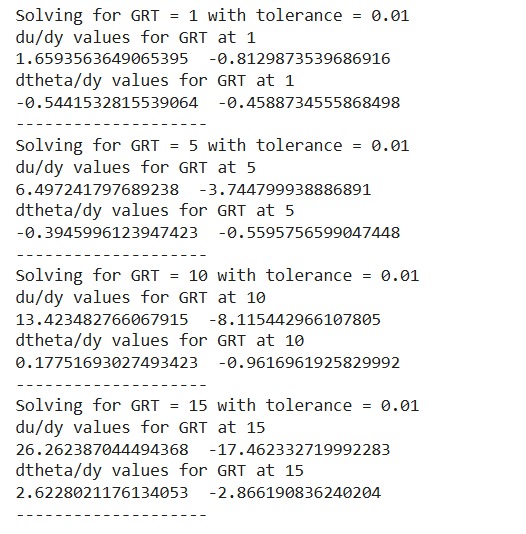 Solving for GRT = 1 with tolerance = 0.01
du/dy values for GRT at 1
1.6593563649065395  -0.8129873539686916
dtheta/dy values for GRT at 1
-0.5441532815539064  -0.4588734555868498
--------------------
Solving for GRT = 5 with tolerance = 0.01
du/dy values for GRT at 5
6.497241797689238  -3.744799938886891
dtheta/dy values for GRT at 5
-0.3945996123947423  -0.5595756599047448
--------------------
Solving for GRT = 10 with tolerance = 0.01
du/dy values for GRT at 10
13.423482766067915  -8.115442966107805
dtheta/dy values for GRT at 10
0.17751693027493423  -0.9616961925829992
--------------------
Solving for GRT = 15 with tolerance = 0.01
du/dy values for GRT at 15
26.262387044494368  -17.462332719992283
dtheta/dy values for GRT at 15
2.6228021176134053  -2.866190836240204
--------------------